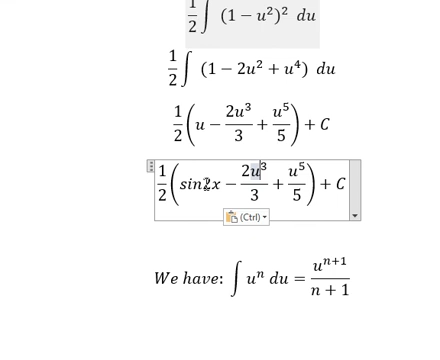 1/2 ∫ (1 − u²)² du
1/2 ∫ (1 − 2u² + u⁴) du
1/2 (u − 2u³/3 + u⁵/5) + C
1/2 (sin2x − 2u³/3 + u⁵/5) + C
(Ctrl)
We have: ∫ uⁿ du = uⁿ⁺¹/n + 1